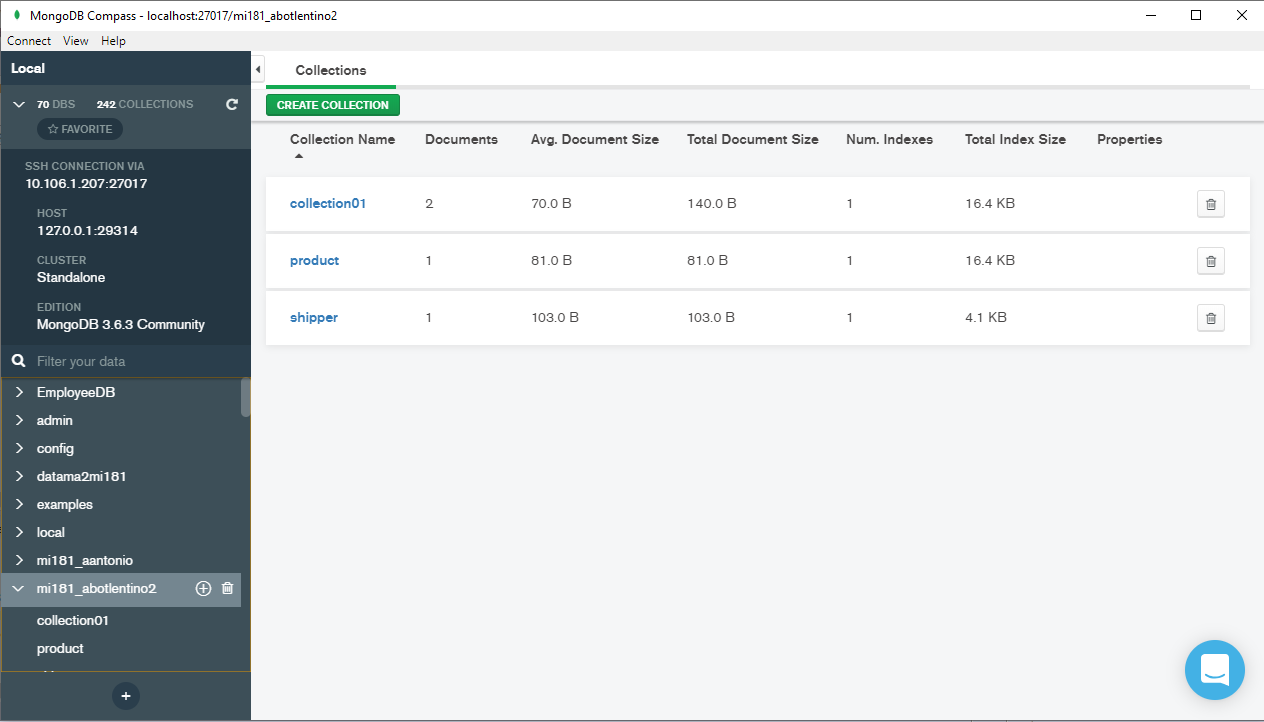 MongoDB Compass - localhost:27017/mi181_abotlentino2
Connect View Help
Local
70 DBS 242 COLLECTIONS
FAVORITE
SSH CONNECTION VIA
10.106.1.207:27017
HOST
127.0.0.1:29314
CLUSTER
Standalone
EDITION
MongoDB 3.6.3 Community
Filter your data
EmployeeDB
admin
config
datama2mi181
examples
local
mi181_aantonio
mi181_abotlentino2
collection01
product
Collections
CREATE COLLECTION
Collection Name Documents Avg. Document Size Total Document Size Num. Indexes Total Index Size Properties
collection01 2 70.0 B 140.0 B 1 16.4 KB
product 1 81.0 B 81.0 B 1 16.4 KB
shipper 1 103.0 B 103.0 B 1 4.1 KB